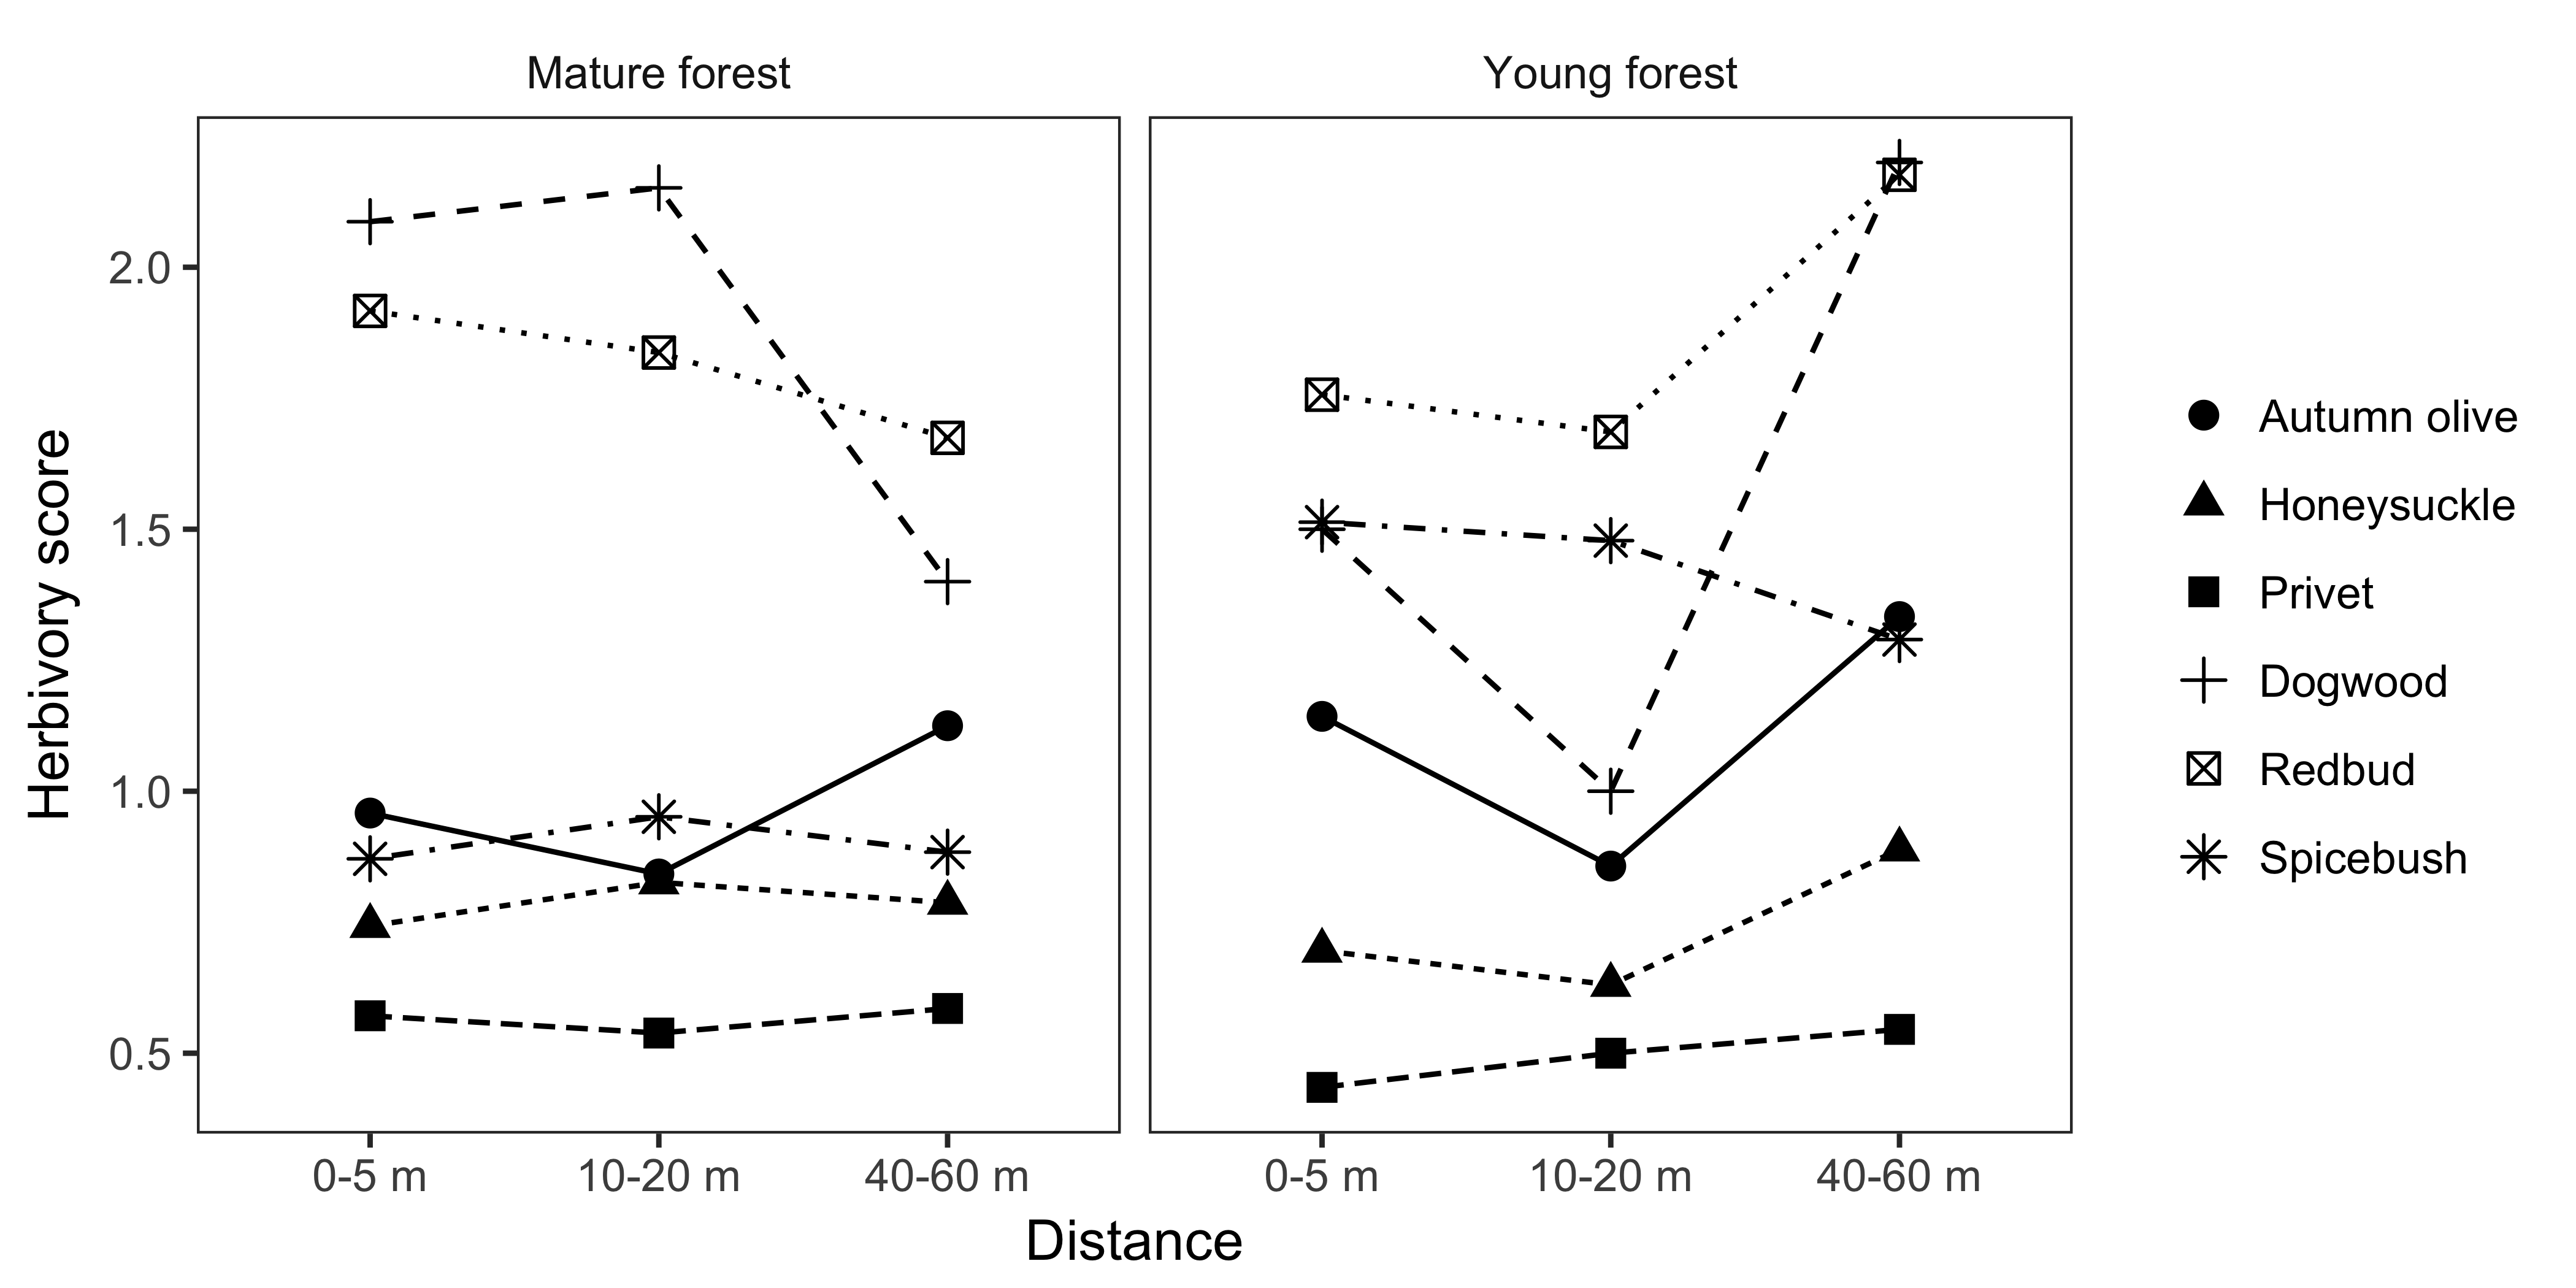 Mature forest
Young forest
Herbivory score
2.0
1.5
1.0
0.5
0-5 m 10-20 m 40-60 m
0-5 m 10-20 m 40-60 m
Distance
Autumn olive
Honeysuckle
Privet
Dogwood
Redbud
Spicebush